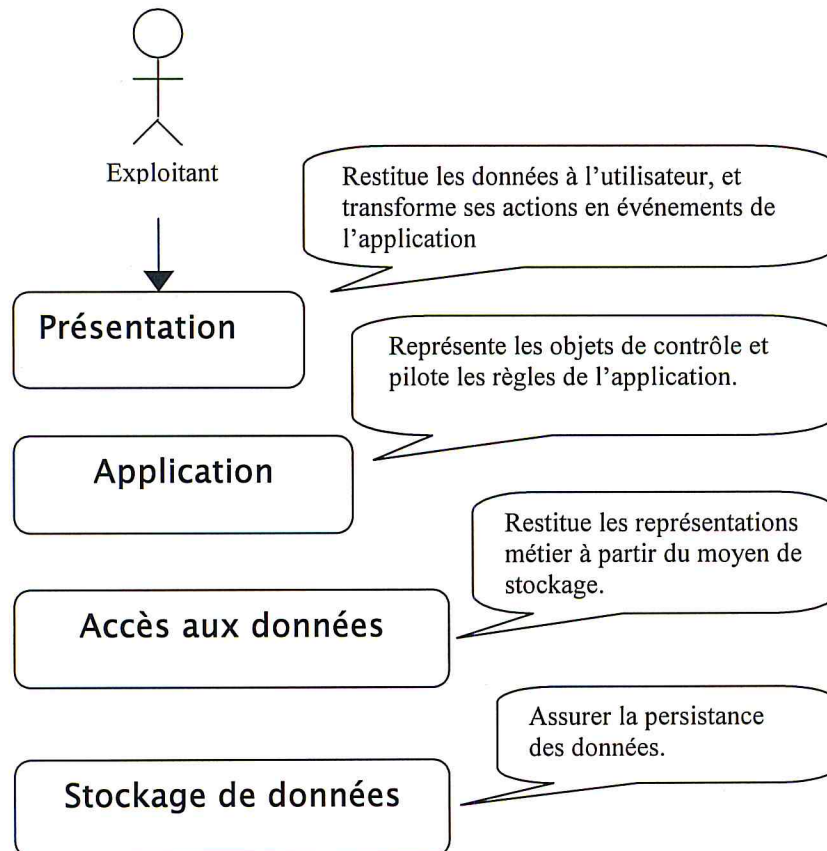 Exploitant
Restitue les données à l'utilisateur, et
transforme ses actions en événements de
l'application
Présentation
Représente les objets de contrôle et
pilote les règles de l'application.
Application
Restitue les représentations
métier à partir du moyen de
stockage.
Accès aux données
Assurer la persistance
des données.
Stockage de données